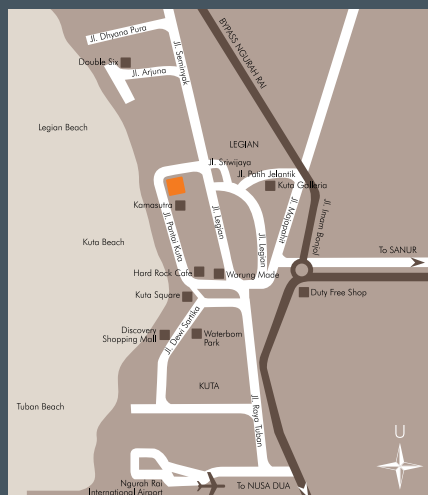 Jl. Dhyana Pura
Jl. Seminyak
BYPASS NGURAH RAI
Double Six
Jl. Arjuna
Legian Beach
LEGIAN
Jl. Sriwijaya
Jl. Patih Jelantik
Kuta Galleria
Kamasutra
Jl. Pantai Kuta
Jl. Legian
Jl. Legian
Jl. Majapahit
Jl. Imam Bonjol
Kuta Beach
To SANUR
Hard Rock Cafe
Warung Made
Kuta Square
Duty Free Shop
Discovery
Shopping Mall
Jl. Dewi Sartika
Waterbom
Park
KUTA
Tuban Beach
Jl. Raya Tuban
U
Ngurah Rai
International Airport
To NUSA DUA